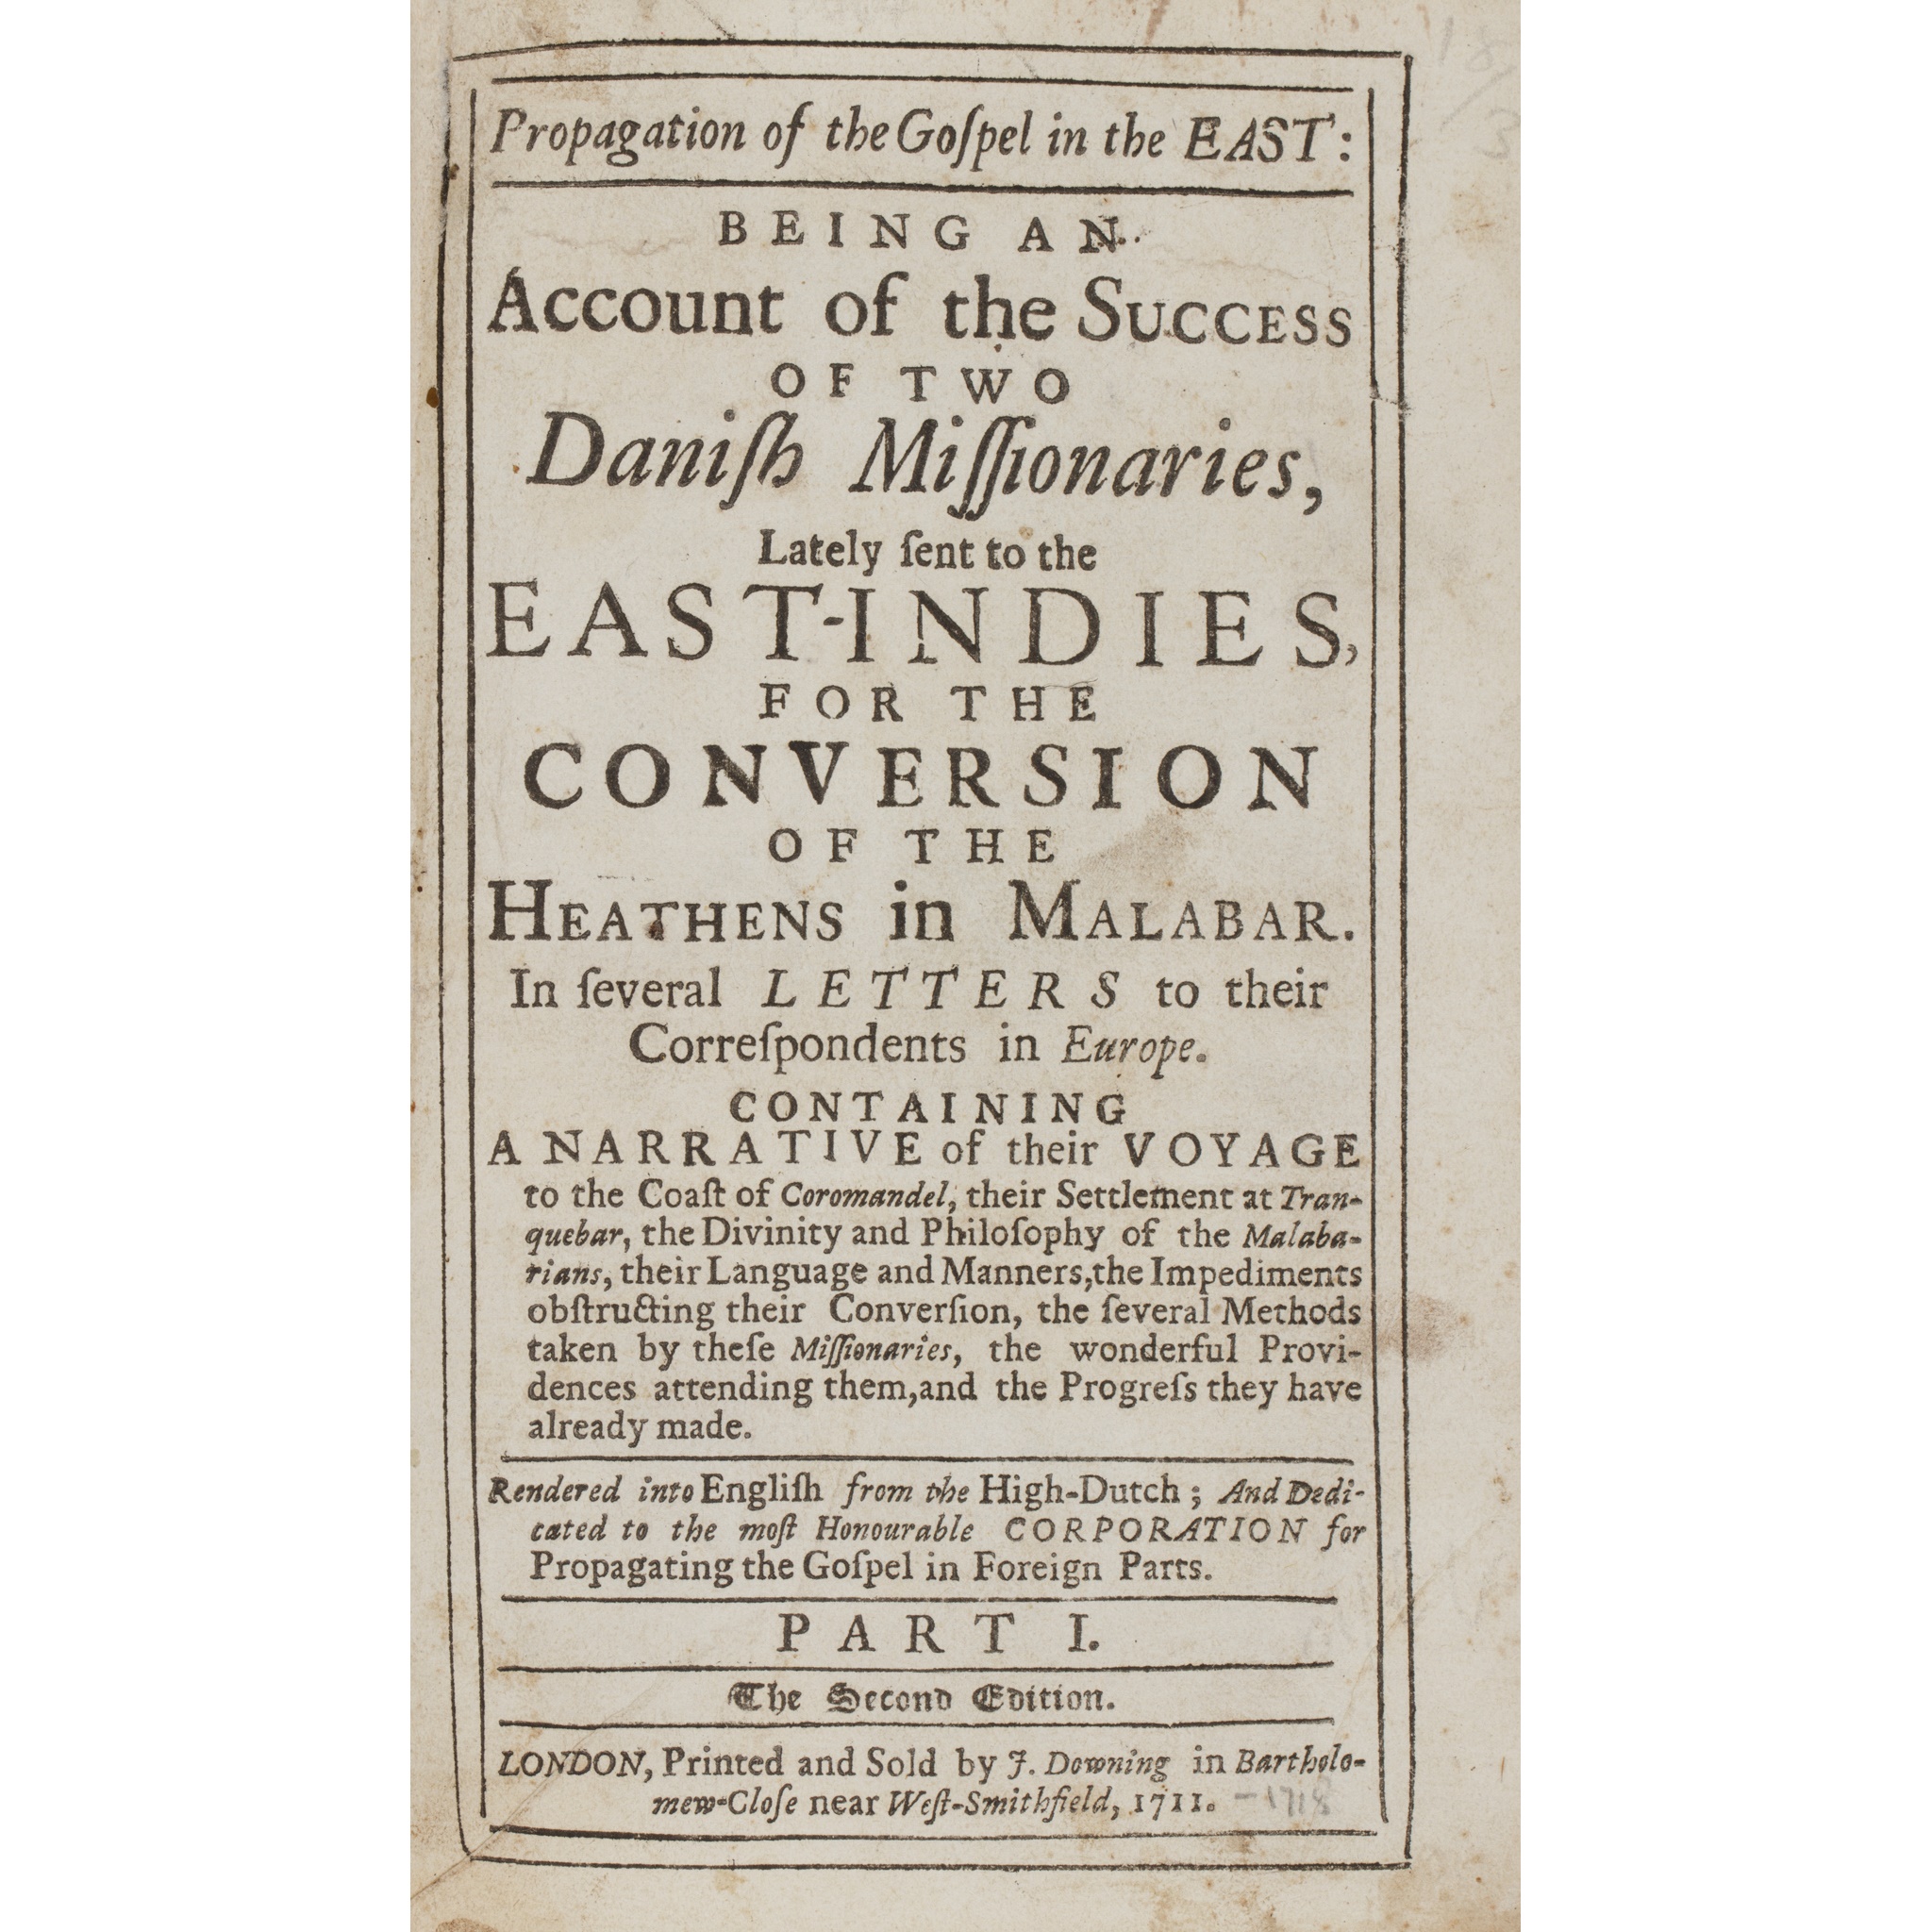 Propagation of the Goſpel in the EAST:
BEING AN
Account of the SUCCESS
OF TWO
Daniſh Miſſionaries,
Lately ſent to the
EAST-INDIES,
FOR THE
CONVERSION
OF THE
HEATHENS in MALABAR.
In ſeveral LETTERS to their
Correſpondents in Europe.
CONTAINING
A NARRATIVE of their VOYAGE
to the Coaſt of Coromandel, their Settlement at Tran-
quebar, the Divinity and Philoſophy of the Malaba-
rians, their Language and Manners, the Impediments
obſtructing their Converſion, the ſeveral Methods
taken by theſe Miſſionaries, the wonderful Provi-
dences attending them, and the Progreſs they have
already made.
Rendered into Engliſh from the High-Dutch; And Dedi-
cated to the moſt Honourable CORPORATION for
Propagating the Goſpel in Foreign Parts.
PART I.
The Second Edition.
LONDON, Printed and Sold by J. Downing in Bartholo-
mew-Cloſe near Weſt-Smithfield, 1711. -1718